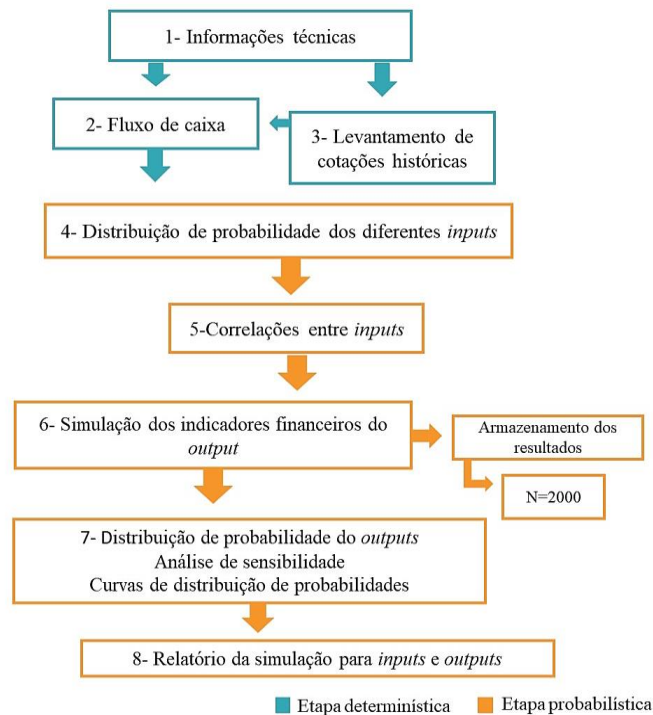 1- Informações técnicas
2- Fluxo de caixa
3- Levantamento de
cotações históricas
4- Distribuição de probabilidade dos diferentes inputs
5-Correlações entre inputs
6- Simulação dos indicadores financeiros do
output
Armazenamento dos
resultados
N=2000
7- Distribuição de probabilidade do outputs
Análise de sensibilidade
Curvas de distribuição de probabilidades
8- Relatório da simulação para inputs e outputs
Etapa determinística
Etapa probabilística